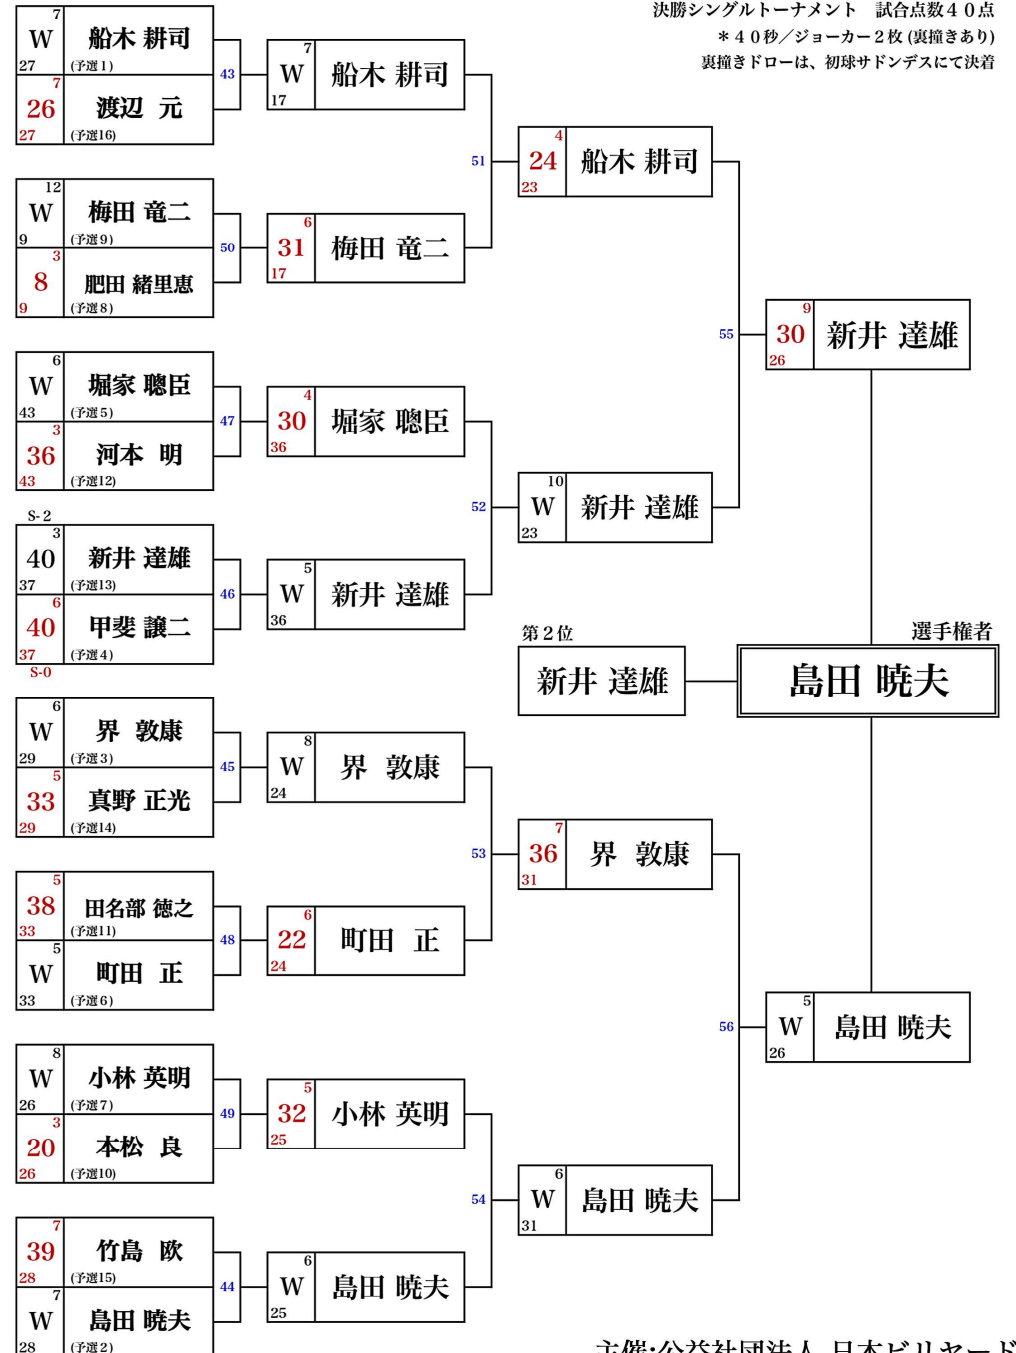 決勝シングルトーナメント　試合点数４０点
＊４０秒／ジョーカー２枚 (裏撞きあり)
裏撞きドローは、初球サドンデスにて決着
7
W 船木 耕司
27 (予選1)
43
7
26 渡辺 元
27 (予選16)
7
W 船木 耕司
17
51
12
W 梅田 竜二
9 (予選9)
50
3
8 肥田 緒里恵
9 (予選8)
6
31 梅田 竜二
17
4
24 船木 耕司
23
55
6
W 堀家 聰臣
43 (予選5)
47
3
36 河本 明
43 (予選12)
4
30 堀家 聰臣
36
52
S-2
3
40 新井 達雄
37 (予選13)
46
6
40 甲斐 譲二
37 (予選4)
S-0
5
W 新井 達雄
36
10
W 新井 達雄
23
9
30 新井 達雄
26
第２位
新井 達雄
選手権者
島田 暁夫
6
W 界 敦康
29 (予選3)
45
5
33 真野 正光
29 (予選14)
8
W 界 敦康
24
53
5
38 田名部 徳之
33 (予選11)
48
5
W 町田 正
33 (予選6)
6
22 町田 正
24
7
36 界 敦康
31
56
8
W 小林 英明
26 (予選7)
49
3
20 本松 良
26 (予選10)
5
32 小林 英明
25
54
7
39 竹島 欧
28 (予選15)
44
7
W 島田 暁夫
28 (予選2)
6
W 島田 暁夫
25
6
W 島田 暁夫
31
5
W 島田 暁夫
26
主催:公益社団法人 日本ビリヤード